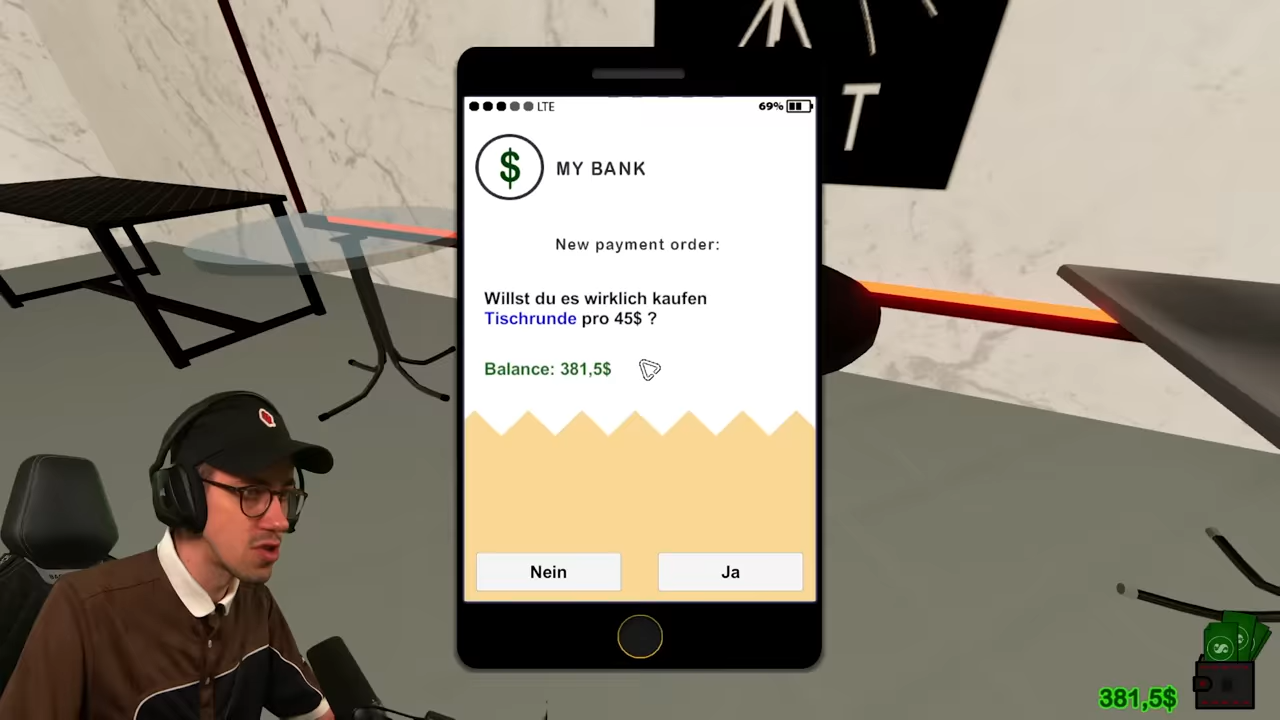 T
LTE
69%
$
MY BANK
New payment order:
Willst du es wirklich kaufen
Tischrunde pro 45$ ?
Balance: 381,5$
Nein
Ja
381,5$